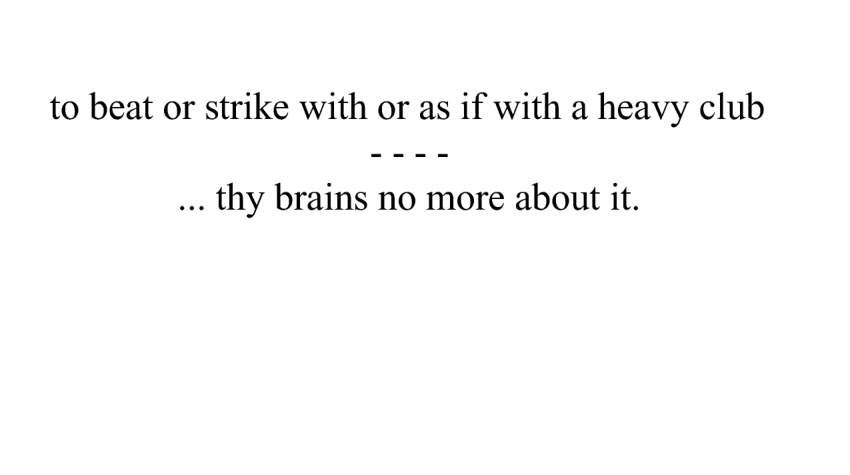 to beat or strike with or as if with a heavy club
- - - -
... thy brains no more about it.